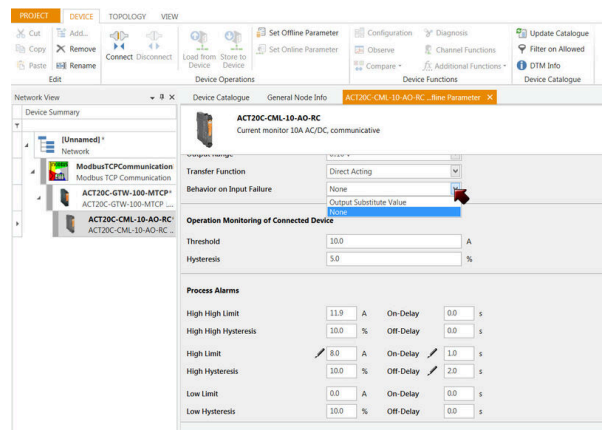 PROJECT DEVICE TOPOLOGY VIEW
Cut Add... Set Offline Parameter Configuration Diagnosis Update Catalogue
Copy Remove Connect Disconnect Load from Device Store to Device Set Online Parameter Observe Channel Functions Filter on Allowed
Paste Rename Compare Additional Functions DTM Info
Edit Device Operations Device Functions Device Catalogue
Network View Device Catalogue General Node Info ACT20C-CML-10-AO-RC ...ffline Parameter
Device Summary
ACT20C-CML-10-AO-RC
Current monitor 10A AC/DC, communicative
[Unnamed]*
Network
ModbusTCPCommunication
Modbus TCP Communication
ACT20C-GTW-100-MTCP*
ACT20C-GTW-100-MTCP ....
ACT20C-CML-10-AO-RC*
ACT20C-CML-10-AO-RC ...
Output Range
Transfer Function Direct Acting
Behavior on Input Failure None
Output Substitute Value
None
Operation Monitoring of Connected Device
Threshold 10.0 A
Hysteresis 5.0 %
Process Alarms
High High Limit 11.9 A On-Delay 0.0 s
High High Hysteresis 10.0 % Off-Delay 0.0 s
High Limit 8.0 A On-Delay 1.0 s
High Hysteresis 10.0 % Off-Delay 2.0 s
Low Limit 0.0 A On-Delay 0.0 s
Low Hysteresis 10.0 % Off-Delay 0.0 s